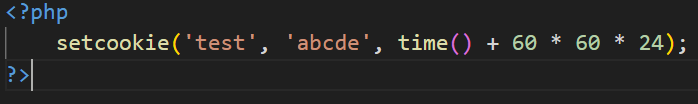 <?php
    setcookie('test', 'abcde', time() + 60 * 60 * 24);
?>